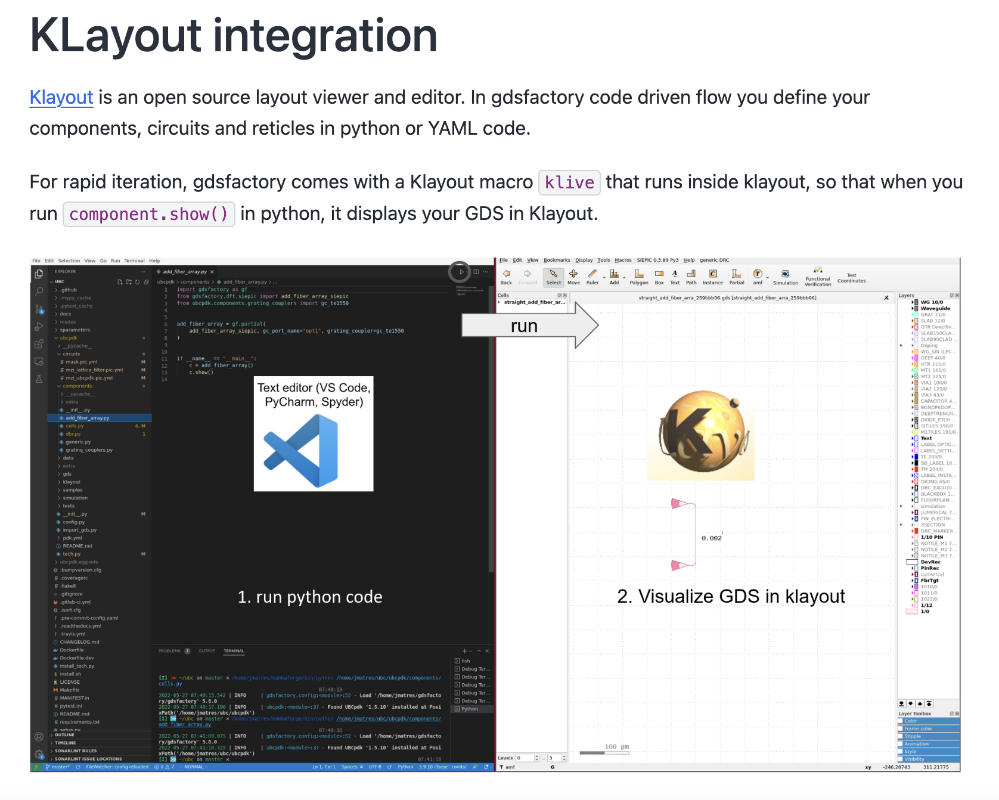 KLayout integration
Klayout is an open source layout viewer and editor. In gdsfactory code driven flow you define your
components, circuits and reticles in python or YAML code.
For rapid iteration, gdsfactory comes with a Klayout macro klive that runs inside klayout, so that when you
run component.show() in python, it displays your GDS in Klayout.
File Edit Selection View Go Run Terminal Help
EXPLORER
UBC
.github
.mypy_cache
.pytest_cache
docs
modes
sparameters
ubcpdk
__pycache__
circuits
mask.pic.yml M
mzi_lattice_filter.pic.yml M
mzi_ubcpdk.pic.yml M
components
__pycache__
extra
__init__.py
add_fiber_array.py
cells.py 6, M
dbr.py 1
generic.py
grating_couplers.py
data
extra
gds
klayout
samples
simulation
tests
__init__.py M
config.py
import_gds.py
pdk.yml
README.md
tech.py M
ubcpdk.egg-info
.bumpversion.cfg
.coveragerc
.flake8
.gitignore
.gitlab-ci.yml
.isort.cfg
.pre-commit-config.yaml
.readthedocs.yml
.travis.yml
CHANGELOG.md
Dockerfile
Dockerfile.dev
install_tech.py
install.sh
LICENSE
Makefile
MANIFEST.in
pytest.ini
README.md
requirements.txt
setup.py
OUTLINE
TIMELINE
SONARLINT RULES
SONARLINT ISSUE LOCATIONS
add_fiber_array.py
ubcpdk > components > add_fiber_array.py > ...
1 import gdsfactory as gf
2 from gdsfactory.dft.siepic import add_fiber_array_siepic
3 from ubcpdk.components.grating_couplers import gc_te1550
4
5
6 add_fiber_array = gf.partial(
7 add_fiber_array_siepic, gc_port_name="opt1", grating_coupler=gc_te1550
8 )
9
10
11 if __name__ == "__main__":
12 c = add_fiber_array()
13 c.show()
14
Text editor (VS Code,
PyCharm, Spyder)
1. run python code
PROBLEMS 7 OUTPUT TERMINAL
[I] ~/ubc on master × /home/jmatres/mambaforge/bin/python /home/jmatres/ubc/ubcpdk/components/
cells.py
07:40:13
2022-05-27 07:40:15.542 | INFO | gdsfactory.config:<module>:52 - Load '/home/jmatres/gdsfacto
ry/gdsfactory' 5.8.0
2022-05-27 07:40:17.196 | INFO | ubcpdk:<module>:37 - Found UBCpdk '1.5.10' installed at Posi
xPath('/home/jmatres/ubc/ubcpdk')
[I] ~/ubc on master × /home/jmatres/mambaforge/bin/python /home/jmatres/ubc/ubcpdk/components/
add_fiber_array.py
07:40:18
2022-05-27 07:41:09.075 | INFO | gdsfactory.config:<module>:52 - Load '/home/jmatres/gdsfacto
ry/gdsfactory' 5.8.0
2022-05-27 07:41:10.325 | INFO | ubcpdk:<module>:37 - Found UBCpdk '1.5.10' installed at Posi
xPath('/home/jmatres/ubc/ubcpdk')
[I] ~/ubc on master ×
07:41:18
fish
Debug Ter...
Debug Ter...
Debug Ter...
Debug Ter...
Debug Ter...
Python
master* FileWatcher: config reloaded 0 7 -- NORMAL -- Ln 1, Col 1 Spaces: 4 UTF-8 LF Python 3.9.10 ('base': conda)
run
File Edit View Bookmarks Display Tools Macros SiEPIC 0.3.89 Py3 Help generic DRC
Back Forward Select Move Ruler Add Polygon Box Text Path Instance Partial amf Simulation Functional Verification Test Coordinates
Cells
straight_add_fiber_ar...
straight_add_fiber_arra_259bbb06.gds [straight_add_fiber_arra_259bbb06]
0.002
2. Visualize GDS in klayout
100 µm
Levels 0 .. 3
T amf G xy -246.28743 311.21775
Layers
WG 10/0
Waveguide
GRAT 11/0
SLAB 12/0
DTR DeepTre...
SLAB150CLA...
SLAB90CLAD ...
Doping
WG_SIN (LPC...
GEEP 40/0
HTR 115/0
MT1 105/0
MT2 125/0
VIA1 100/0
VIA2 120/0
VIA3 43/0
CAPACITOR 4...
BONDPADOP...
DEEPTRENCH...
OXIDE_ETCH ...
SITILES 190/0
M1TILES 191/0
Text
LABEL OPTIC...
LABEL_SETTI...
TE 203/0
BB_LABEL 10...
TM 204/0
LABEL_INSTA...
DICING 65/0
DRC_EXCLUD...
BLACKBOX 1...
FLOORPLAN ...
simulation
LUMERICAL 7...
PIN_ELECTRI...
XSECTION
DRC_MARKER...
1/10 PIN
NOTILE_M1 7...
NOTILE_M2 7...
NOTILE_M3 7...
DevRec
PinRec
Lumerical
FbrTgt
1010/0
1011/0
1022/0
1/12
1/0
Layer Toolbox
Color
Frame color
Stipple
Animation
Style
Visibility